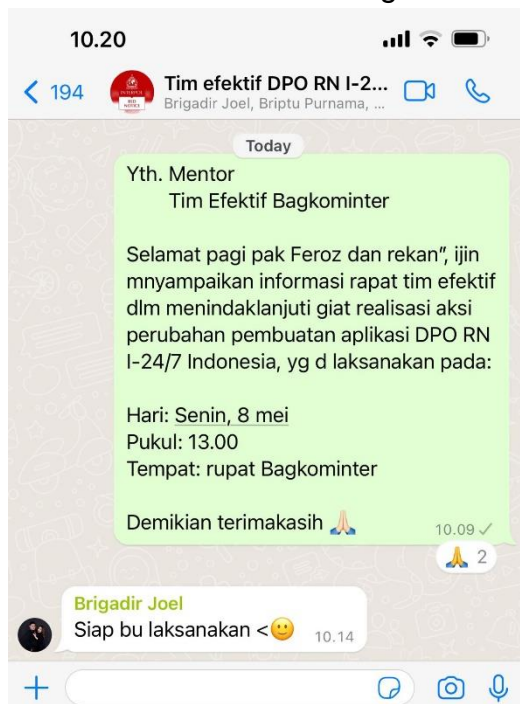 10.20
194
Tim efektif DPO RN I-2...
Brigadir Joel, Briptu Purnama, ...
Today
Yth. Mentor
Tim Efektif Bagkominter
Selamat pagi pak Feroz dan rekan", ijin
mnyampaikan informasi rapat tim efektif
dlm menindaklanjuti giat realisasi aksi
perubahan pembuatan aplikasi DPO RN
I-24/7 Indonesia, yg d laksanakan pada:
Hari: Senin, 8 mei
Pukul: 13.00
Tempat: rupat Bagkominter
Demikian terimakasih 🙏🏻
10.09 ✓
🙏 2
Brigadir Joel
Siap bu laksanakan <🙂
10.14